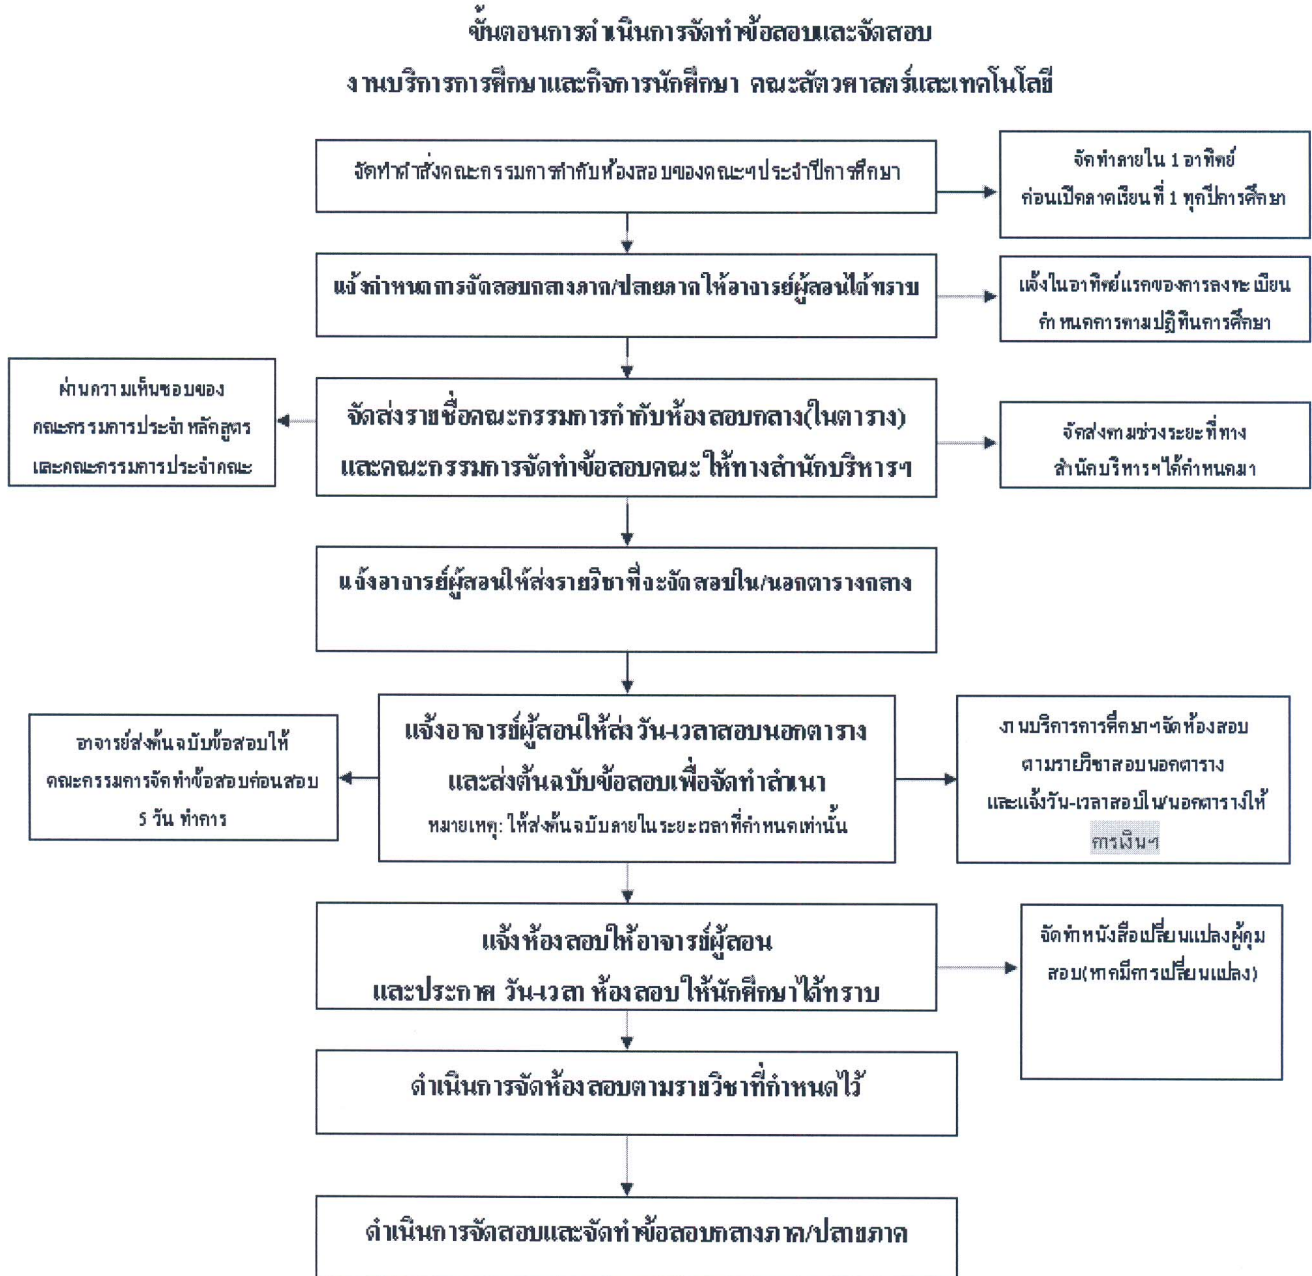 ขั้นตอนการดำเนินการจัดทำข้อสอบและจัดสอบ
งานบริการการศึกษาและกิจการนักศึกษา คณะสัตวศาสตร์และเทคโนโลยี
จัดทำคำสั่งคณะกรรมการกำกับห้องสอบของคณะฯประจำปีการศึกษา
จัดทำภายใน 1 อาทิตย์
ก่อนเปิดภาคเรียนที่ 1 ทุกปีการศึกษา
แจ้งกำหนดการจัดสอบกลางภาค/ปลายภาคให้อาจารย์ผู้สอนได้ทราบ
แจ้งในอาทิตย์แรกของการลงทะเบียน
กำหนดการตามปฏิทินการศึกษา
ผ่านความเห็นชอบของ
คณะกรรมการประจำหลักสูตร
และคณะกรรมการประจำคณะ
จัดส่งรายชื่อคณะกรรมการกำกับห้องสอบกลาง(ในตาราง)
และคณะกรรมการจัดทำข้อสอบคณะ ให้ทางสำนักบริหารฯ
จัดส่งตามช่วงระยะที่ทาง
สำนักบริหารฯได้กำหนดมา
แจ้งอาจารย์ผู้สอนให้ส่งรายวิชาที่จะจัดสอบใน/นอกตารางกลาง
อาจารย์ส่งต้นฉบับข้อสอบให้
คณะกรรมการจัดทำข้อสอบก่อนสอบ
5 วัน ทำการ
แจ้งอาจารย์ผู้สอนให้ส่งวัน-เวลาสอบนอกตาราง
และส่งต้นฉบับข้อสอบเพื่อจัดทำสำเนา
หมายเหตุ: ให้ส่งต้นฉบับภายในระยะเวลาที่กำหนดเท่านั้น
งานบริการการศึกษาฯจัดห้องสอบ
ตามรายวิชาสอบนอกตาราง
และแจ้งวัน-เวลาสอบใน/นอกตารางให้
การเงินฯ
แจ้งห้องสอบให้อาจารย์ผู้สอน
และประกาศ วัน-เวลา ห้องสอบให้นักศึกษาได้ทราบ
จัดทำหนังสือเปลี่ยนแปลงผู้คุม
สอบ(หากมีการเปลี่ยนแปลง)
ดำเนินการจัดห้องสอบตามรายวิชาที่กำหนดไว้
ดำเนินการจัดสอบและจัดทำข้อสอบกลางภาค/ปลายภาค